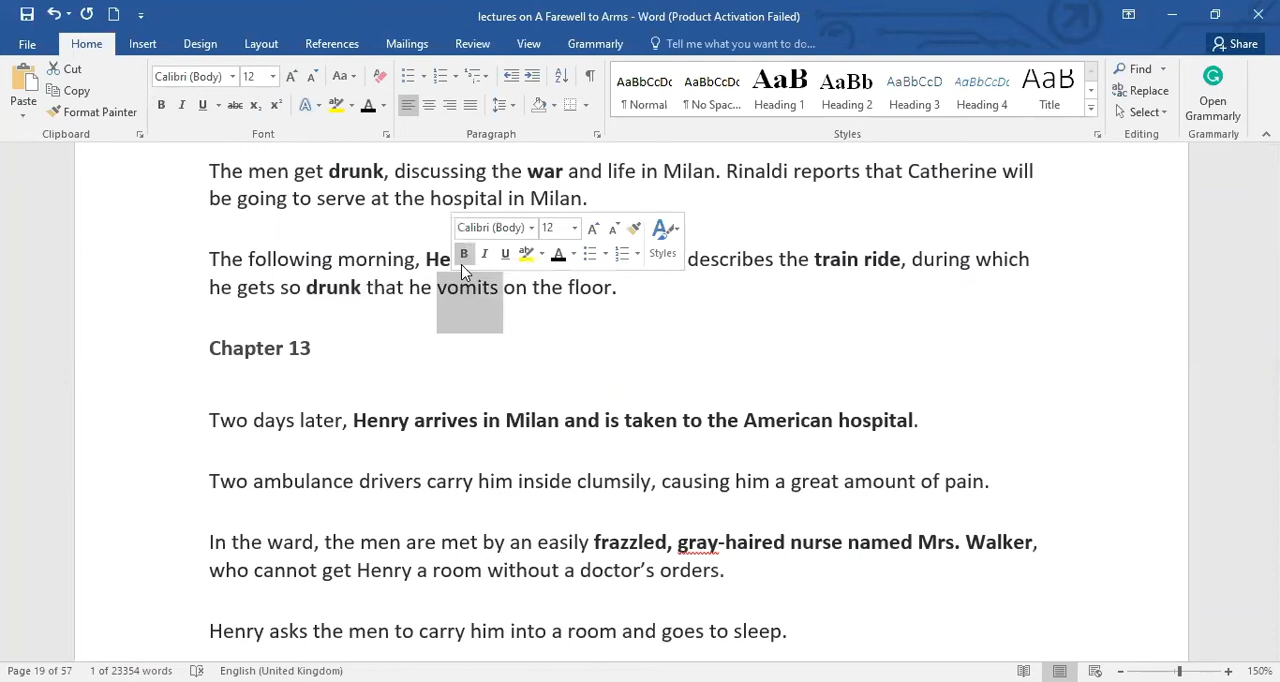 lectures on A Farewell to Arms - Word (Product Activation Failed)
File Home Insert Design Layout References Mailings Review View Grammarly Tell me what you want to do... Share
Cut
Copy
Format Painter
Paste
Clipboard
Calibri (Body) 12
Font
Paragraph
AaBbCcDc AaBbCcDc AaB AaBb AaBbCcD AaBbCcD AaB
¶ Normal ¶ No Spac... Heading 1 Heading 2 Heading 3 Heading 4 Title
Styles
Find
Replace
Select
Editing
Open
Grammarly
Grammarly
The men get drunk, discussing the war and life in Milan. Rinaldi reports that Catherine will
be going to serve at the hospital in Milan.
Calibri (Body) 12
B I U Styles
The following morning, He describes the train ride, during which
he gets so drunk that he vomits on the floor.
Chapter 13
Two days later, Henry arrives in Milan and is taken to the American hospital.
Two ambulance drivers carry him inside clumsily, causing him a great amount of pain.
In the ward, the men are met by an easily frazzled, gray-haired nurse named Mrs. Walker,
who cannot get Henry a room without a doctor’s orders.
Henry asks the men to carry him into a room and goes to sleep.
Page 19 of 57 1 of 23354 words English (United Kingdom) 150%